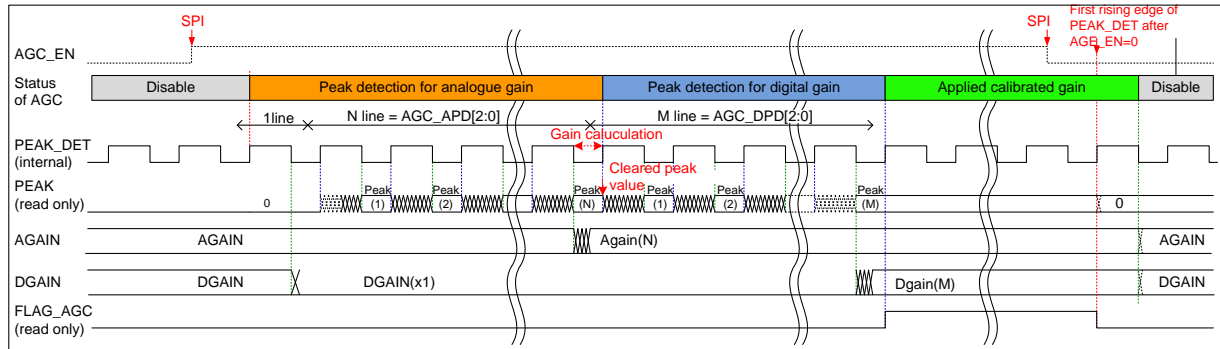 SPI
SPI
First rising edge of
PEAK_DET after
AGE_EN=0
AGC_EN
Status
of AGC
Disable
Peak detection for analogue gain
Peak detection for digital gain
Applied calibrated gain
Disable
1line
N line = AGC_APD[2:0]
M line = AGC_DPD[2:0]
Gain caluculation
PEAK_DET
(internal)
Cleared peak
value
PEAK
(read only)
0
Peak
(1)
Peak
(2)
Peak
(N)
Peak
(1)
Peak
(2)
Peak
(M)
0
AGAIN
AGAIN
Again(N)
AGAIN
DGAIN
DGAIN
DGAIN(x1)
Dgain(M)
DGAIN
FLAG_AGC
(read only)